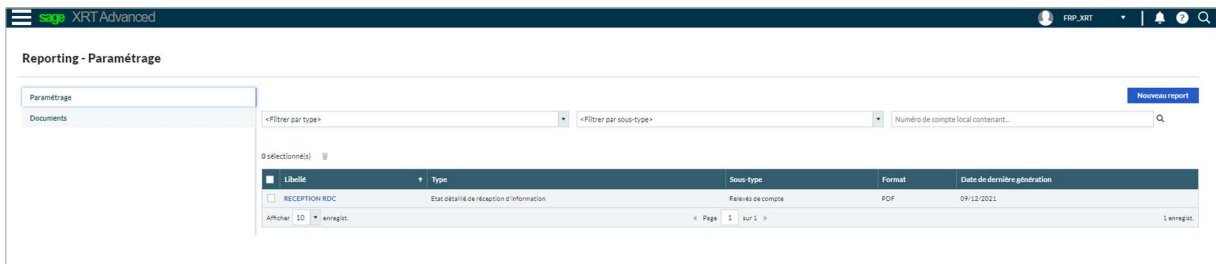 sage XRT Advanced FRP_XRT
Reporting - Paramétrage
Paramétrage
Nouveau report
Documents
<Filtrer par type> <Filtrer par sous-type> Numéro de compte local contenant...
0 sélectionné(s)
Libellé Type Sous-type Format Date de dernière génération
RECEPTION RDC Etat détaillé de réception d'information Relevés de compte PDF 09/12/2021
Afficher 10 enregist. Page 1 sur 1 1 enregist.